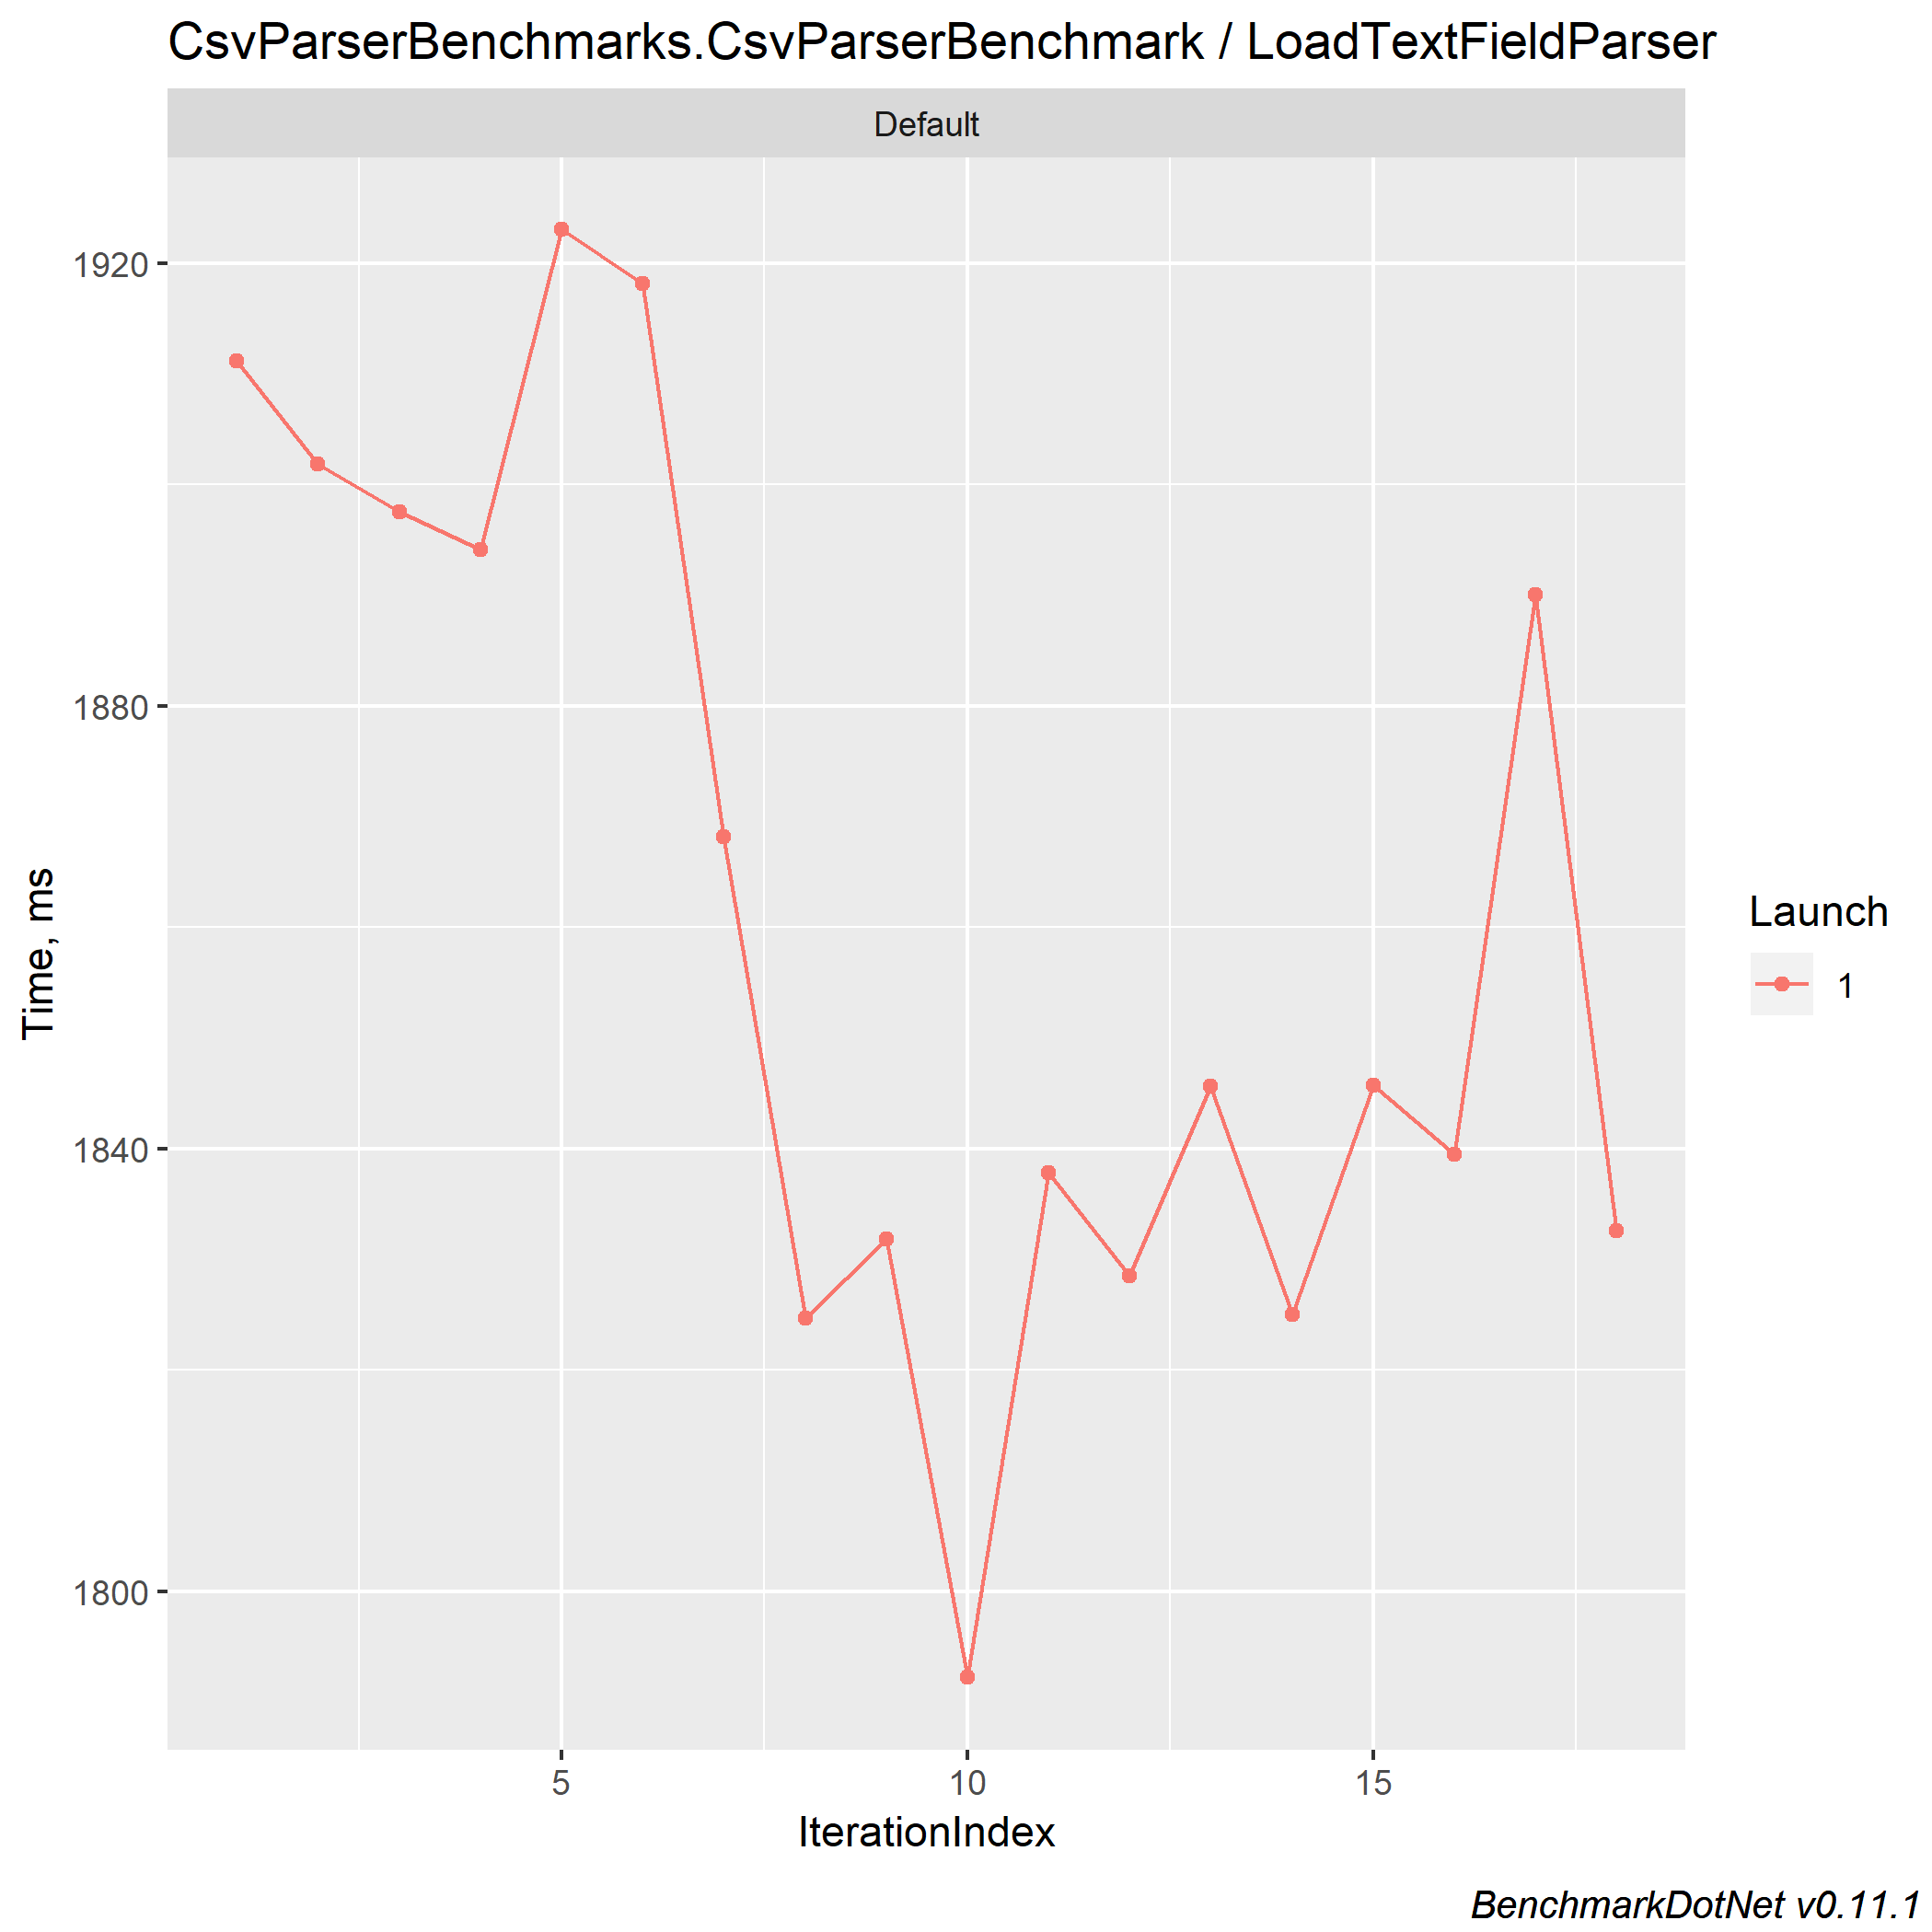 CsvParserBenchmarks.CsvParserBenchmark / LoadTextFieldParser
Default
1920
1880
1840
1800
Time, ms
5 10 15
IterationIndex
Launch
1
BenchmarkDotNet v0.11.1